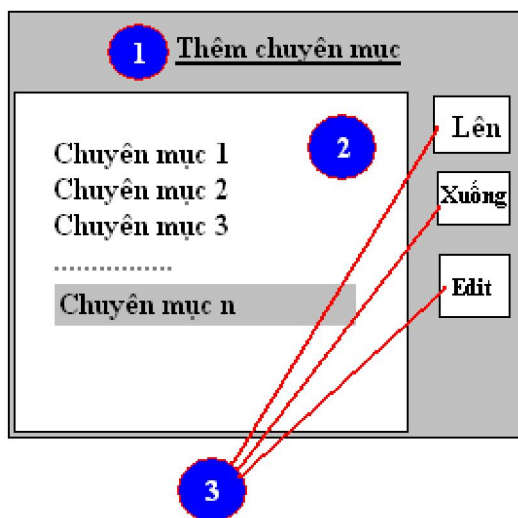 1 Thêm chuyên mục
2
Chuyên mục 1
Chuyên mục 2
Chuyên mục 3
................
Chuyên mục n
Lên
Xuống
Edit
3